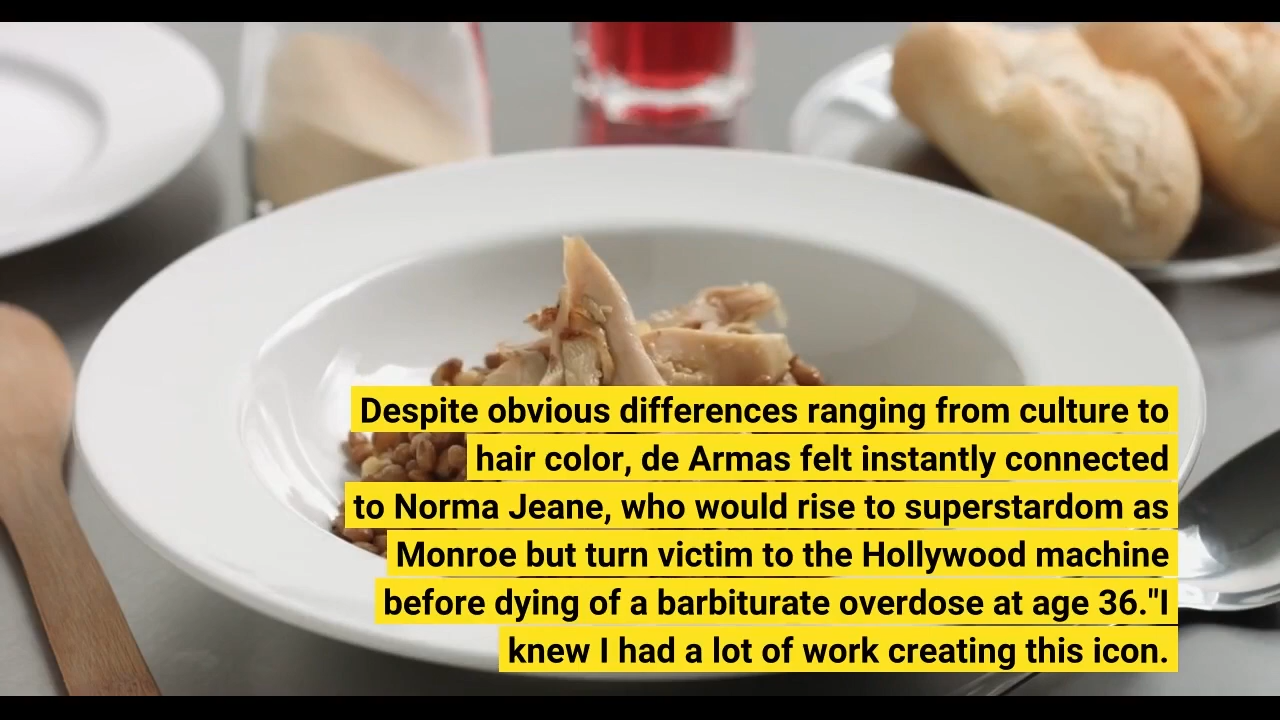 Despite obvious differences ranging from culture to
hair color, de Armas felt instantly connected
to Norma Jeane, who would rise to superstardom as
Monroe but turn victim to the Hollywood machine
before dying of a barbiturate overdose at age 36."I
knew I had a lot of work creating this icon.